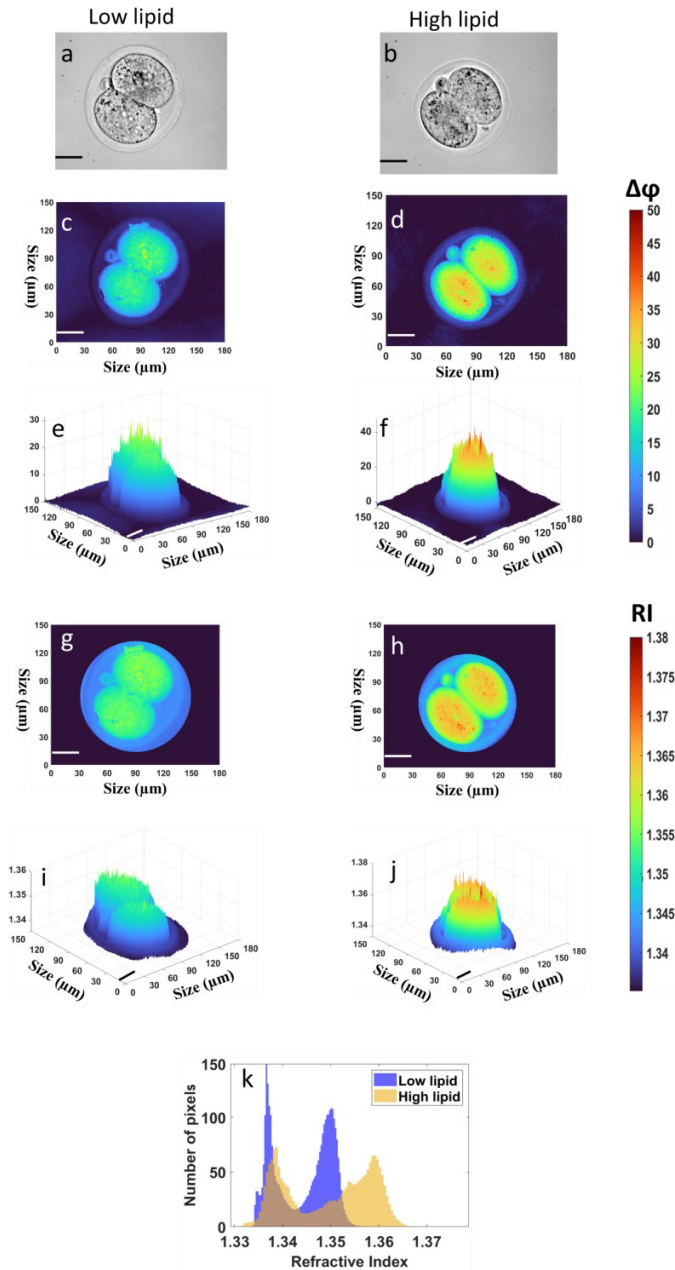 Low lipid
High lipid
a
b
Δφ
c
150
120
90
60
30
0
Size (µm)
0 30 60 90 120 150 180
Size (µm)
d
150
120
90
60
30
0
Size (µm)
0 30 60 90 120 150 180
Size (µm)
50
45
40
35
30
25
20
15
10
5
0
e
30
20
10
0
150
120
90
60
30
0
Size (µm)
0
30
60
90
120
150
180
Size (µm)
f
40
20
0
150
120
90
60
30
0
Size (µm)
0
30
60
90
120
150
180
Size (µm)
RI
g
150
120
90
60
30
0
Size (µm)
0 30 60 90 120 150 180
Size (µm)
h
150
120
90
60
30
0
Size (µm)
0 30 60 90 120 150 180
Size (µm)
1.38
1.375
1.37
1.365
1.36
1.355
1.35
1.345
1.34
i
1.36
1.35
1.34
150
120
90
60
30
0
Size (µm)
0
30
60
90
120
150
180
Size (µm)
j
1.38
1.36
1.34
150
120
90
60
30
0
Size (µm)
0
30
60
90
120
150
180
Size (µm)
k
Low lipid
High lipid
150
100
50
0
Number of pixels
1.33 1.34 1.35 1.36 1.37
Refractive Index